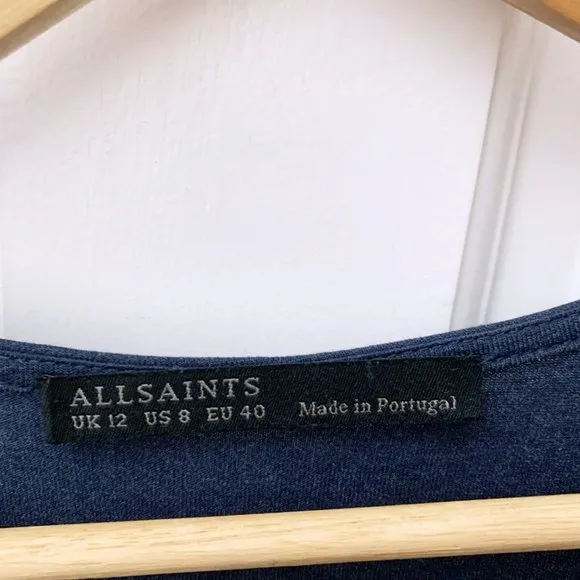 ALLSAINTS
UK 12 US 8 EU 40 Made in Portugal